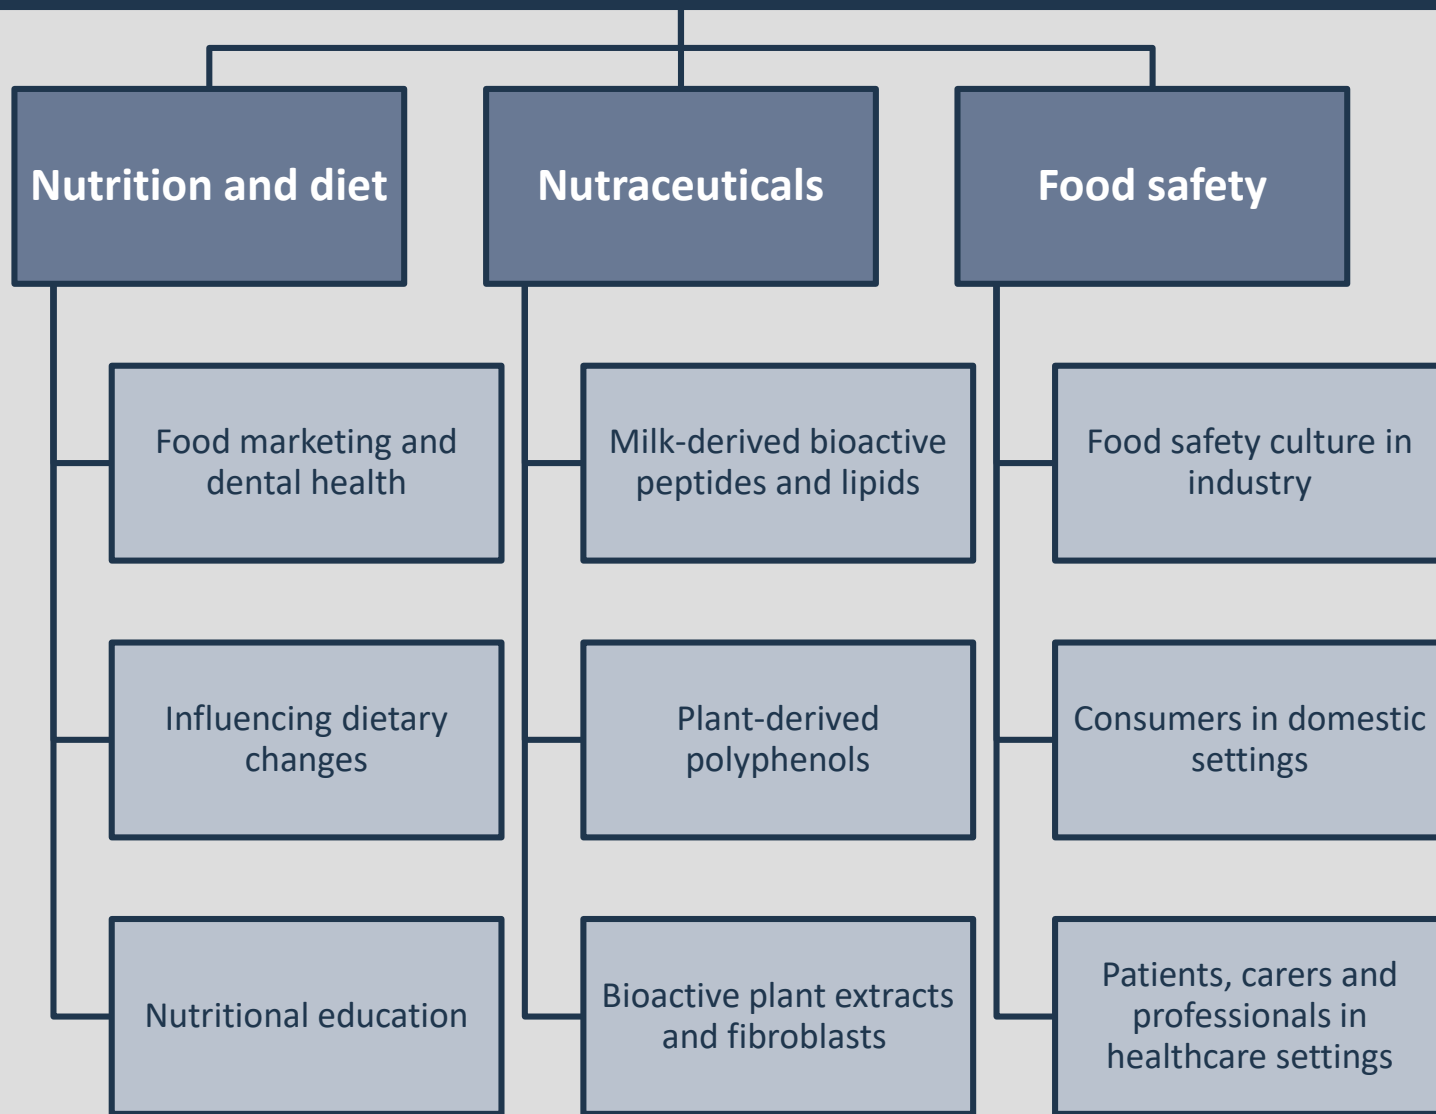 Nutrition and diet
Food marketing and
dental health
Influencing dietary
changes
Nutritional education
Nutraceuticals
Milk-derived bioactive
peptides and lipids
Plant-derived
polyphenols
Bioactive plant extracts
and fibroblasts
Food safety
Food safety culture in
industry
Consumers in domestic
settings
Patients, carers and
professionals in
healthcare settings